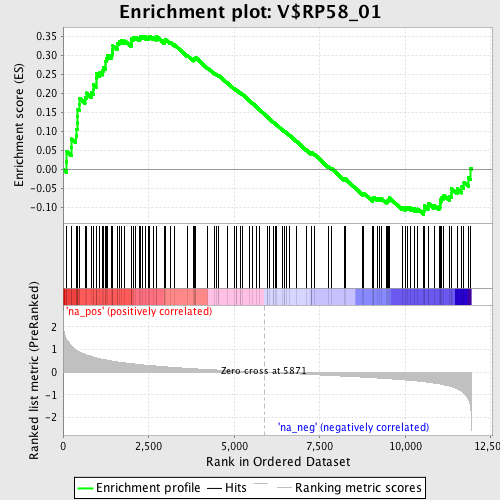 Enrichment plot: V$RP58_01
Enrichment score (ES)
0.35
0.30
0.25
0.20
0.15
0.10
0.05
0.00
-0.05
-0.10
'na_pos' (positively correlated)
Ranked list metric (PreRanked)
2
1
0
-1
-2
Zero cross at 5871
'na_neg' (negatively correlated)
0
2,500
5,000
7,500
10,000
12,500
Rank in Ordered Dataset
Enrichment profile
Hits
Ranking metric scores